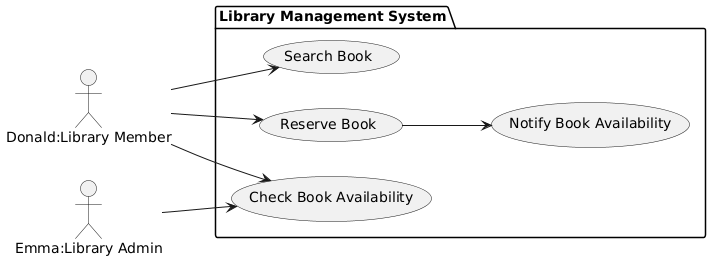 Library Management System
Search Book
Donald:Library Member
Reserve Book
Notify Book Availability
Check Book Availability
Emma:Library Admin